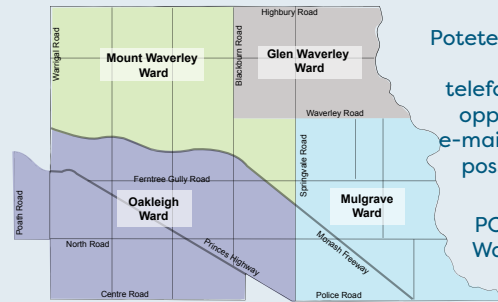 Highbury Road
Warrigal Road
Mount Waverley
Ward
Blackburn Road
Glen Waverley
Ward
Waverley Road
Springvale Road
Ferntree Gully Road
Oakleigh
Ward
Mulgrave
Ward
Poath Road
North Road
Princes Highway
Monash Freeway
Centre Road
Police Road
Potete
telefo
opp
e-mai
pos
PO
Wa